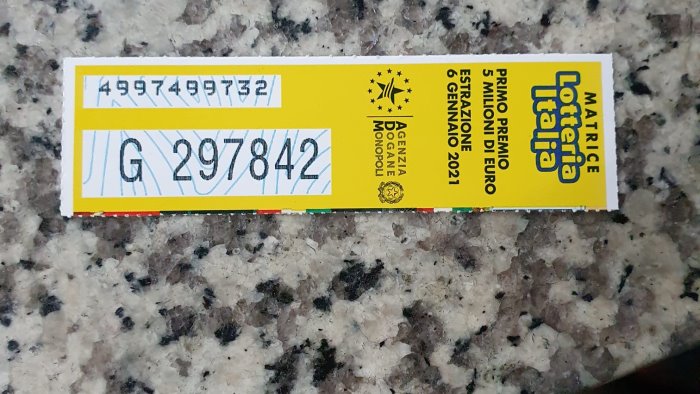 4997499732
G 297842
AGENZIA
DOGANE
MONOPOLI
PRIMO PREMIO
5 MILIONI DI EURO
ESTRAZIONE
6 GENNAIO 2021
MATRICE
Lotteria
Italia